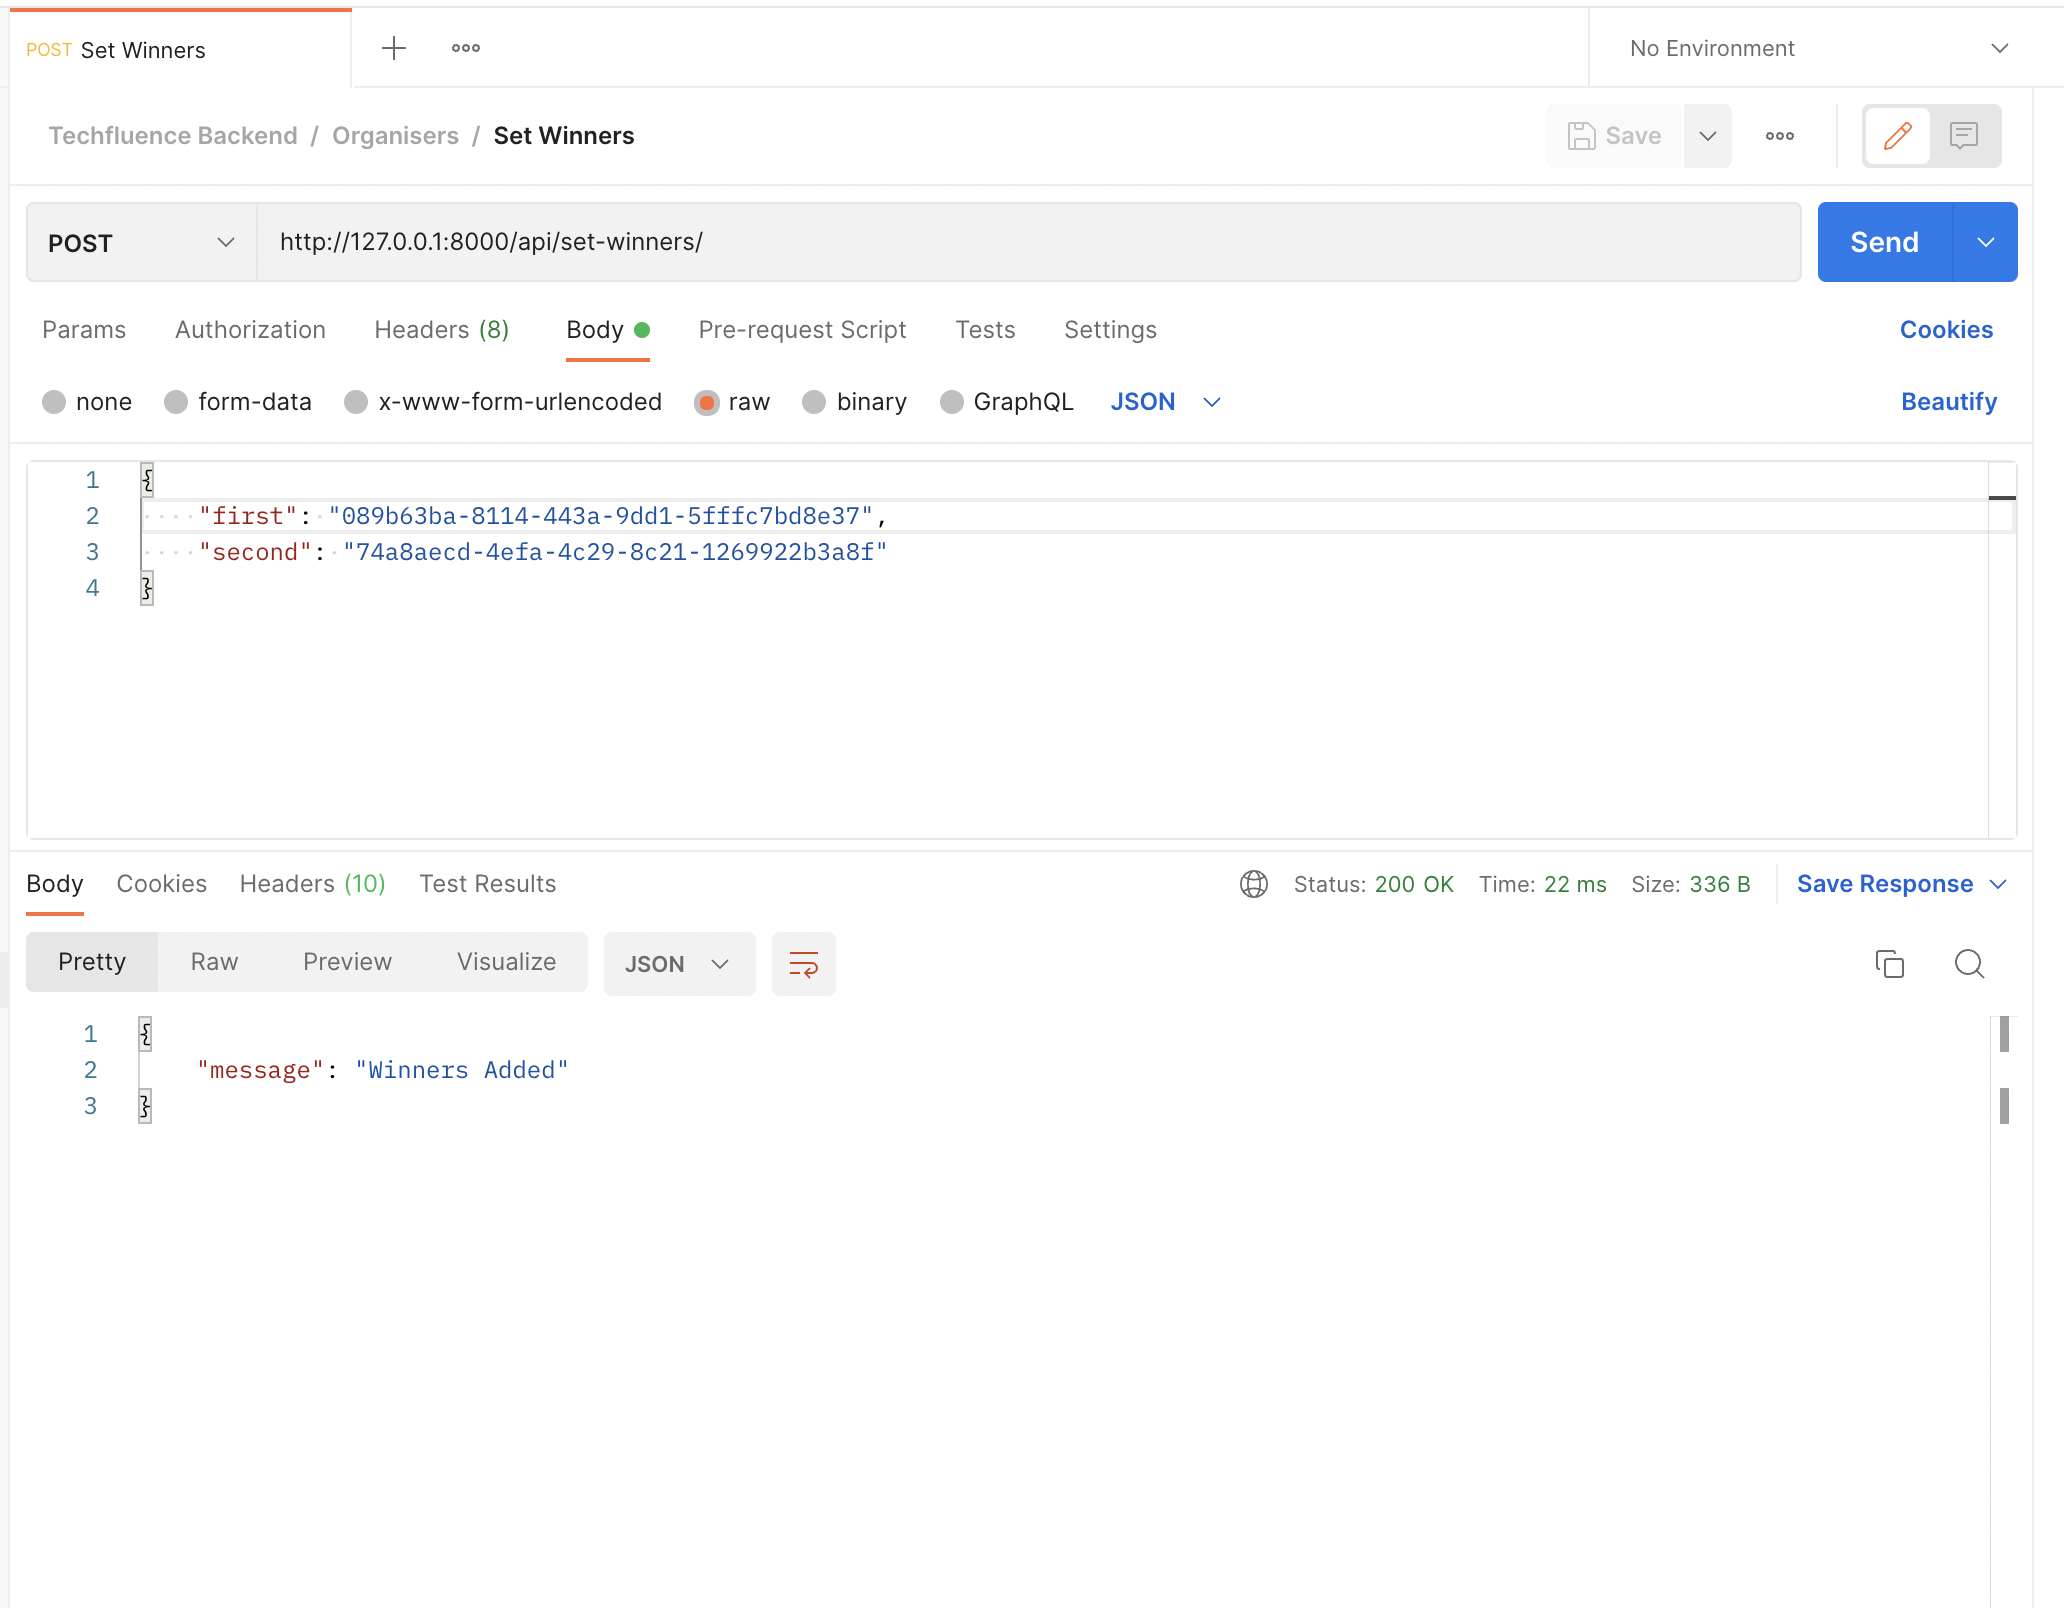 POST Set Winners
No Environment
Techfluence Backend / Organisers / Set Winners
Save
POST
http://127.0.0.1:8000/api/set-winners/
Send
Params Authorization Headers (8) Body Pre-request Script Tests Settings Cookies
none form-data x-www-form-urlencoded raw binary GraphQL JSON Beautify
1 {
2 "first": "089b63ba-8114-443a-9dd1-5fffc7bd8e37",
3 "second": "74a8aecd-4efa-4c29-8c21-1269922b3a8f"
4 }
Body Cookies Headers (10) Test Results Status: 200 OK Time: 22 ms Size: 336 B Save Response
Pretty Raw Preview Visualize JSON
1 {
2 "message": "Winners Added"
3 }